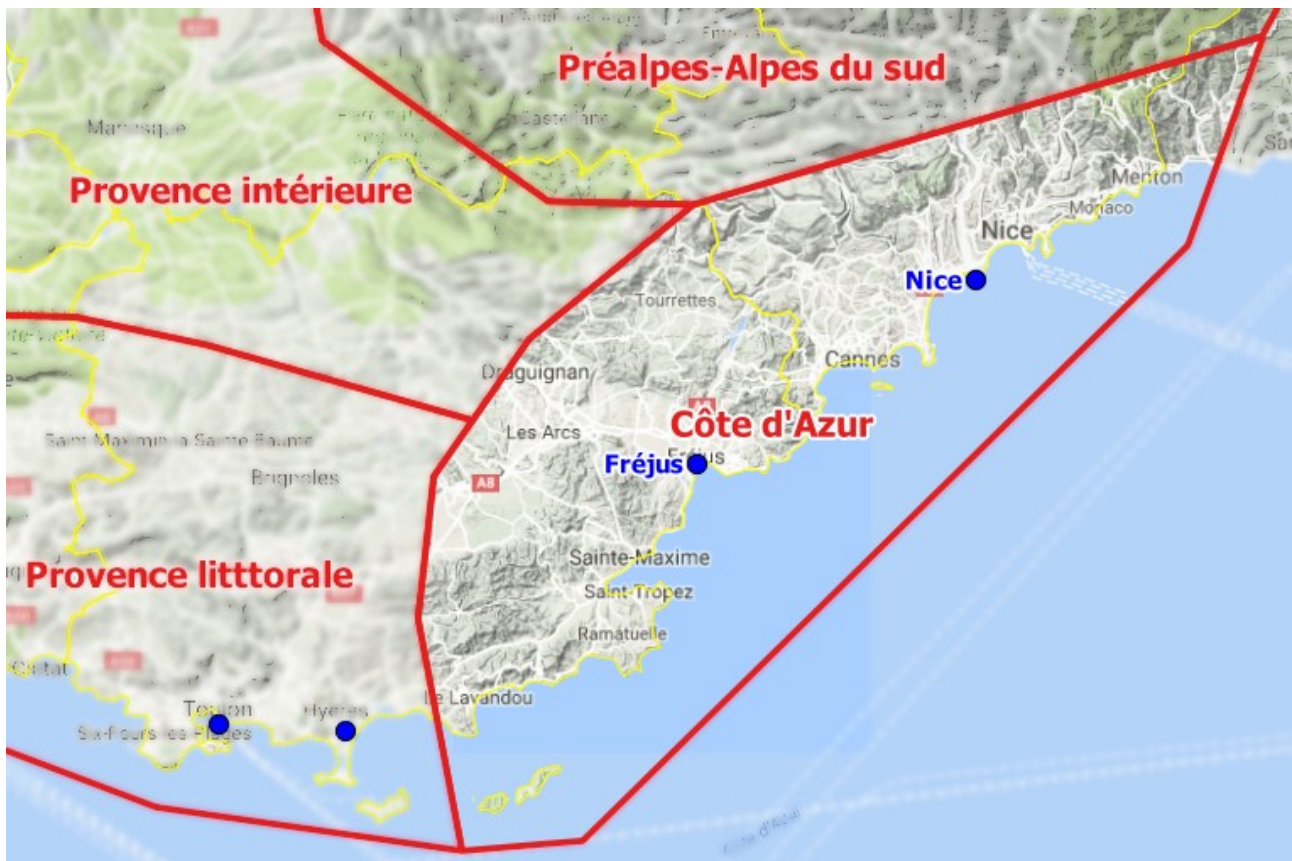 Préalpes-Alpes du sud
Castellane
Manosque
Provence intérieure
Menton
Monaco
Nice
Nice
Tourrettes
Cannes
Draguignan
A8
Côte d'Azur
Les Arcs
Saint Maximin la Sainte Baume
Fréjus
Fréjus
Brignoles
A8
Sainte-Maxime
Provence litttorale
Saint-Tropez
Ramatuelle
Le Lavandou
Toulon
Hyères
Six-Fours les Plages